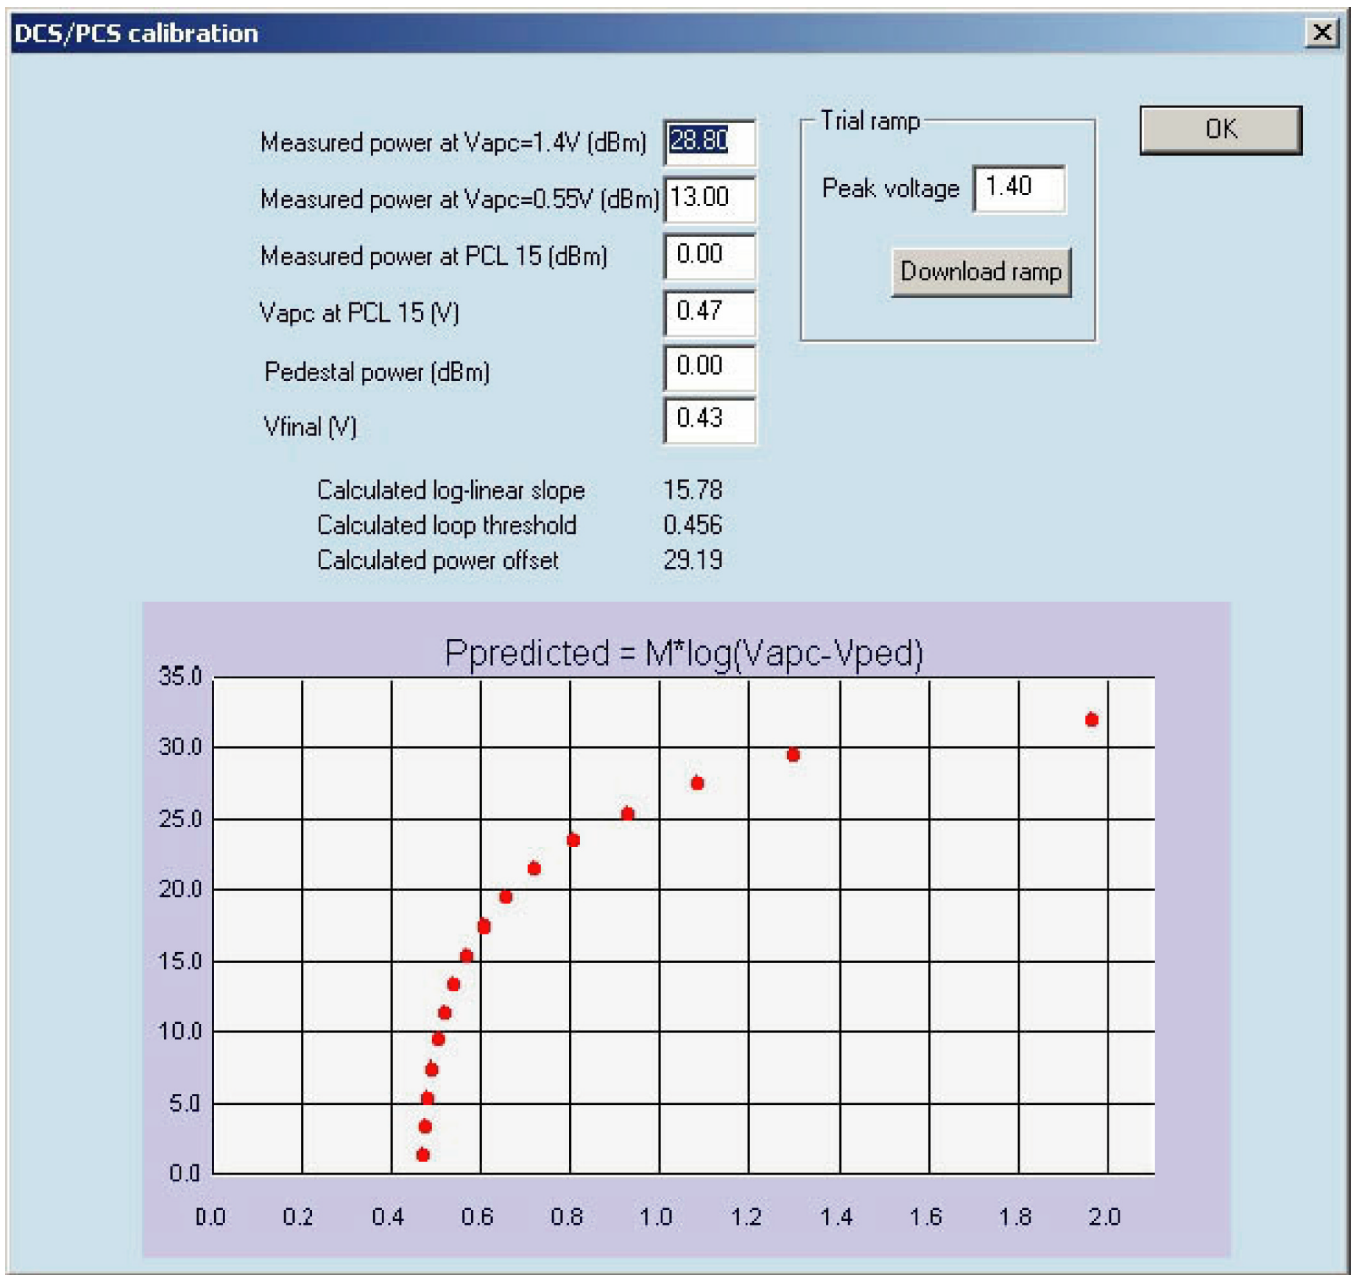 DCS/PCS calibration
Measured power at Vapc=1.4V (dBm) 28.80
Measured power at Vapc=0.55V (dBm) 13.00
Measured power at PCL 15 (dBm) 0.00
Vapc at PCL 15 (V) 0.47
Pedestal power (dBm) 0.00
Vfinal (V) 0.43
Trial ramp
Peak voltage 1.40
Download ramp
OK
Calculated log-linear slope 15.78
Calculated loop threshold 0.456
Calculated power offset 29.19
Ppredicted = M*log(Vapc-Vped)
35.0
30.0
25.0
20.0
15.0
10.0
5.0
0.0
0.0 0.2 0.4 0.6 0.8 1.0 1.2 1.4 1.6 1.8 2.0